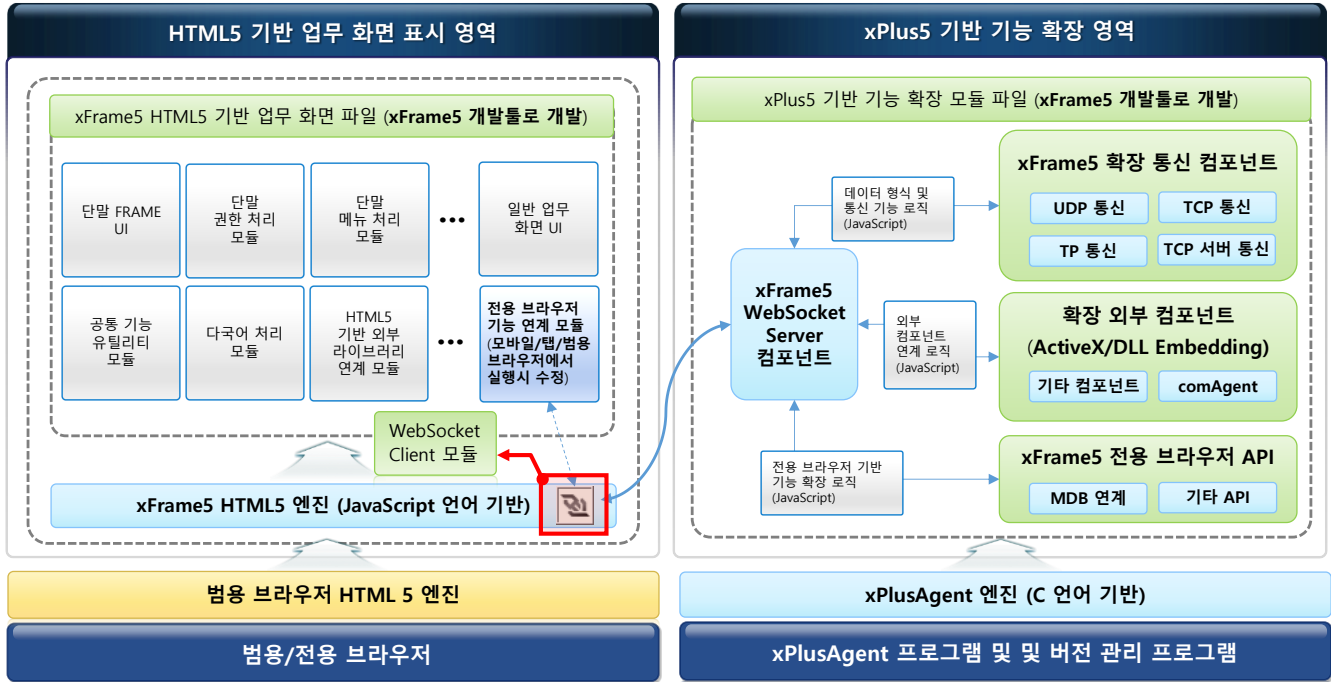 HTML5 기반 업무 화면 표시 영역
xFrame5 HTML5 기반 업무 화면 파일 (xFrame5 개발툴로 개발)
단말 FRAME
UI
단말
권한 처리
모듈
단말
메뉴 처리
모듈
•••
일반 업무
화면 UI
공통 기능
유틸리티
모듈
다국어 처리
모듈
HTML5
기반 외부
라이브러리
연계 모듈
•••
전용 브라우저
기능 연계 모듈
(모바일/탭/범용
브라우저에서
실행시 수정)
WebSocket
Client 모듈
xFrame5 HTML5 엔진 (JavaScript 언어 기반)
범용 브라우저 HTML 5 엔진
범용/전용 브라우저
xPlus5 기반 기능 확장 영역
xPlus5 기반 기능 확장 모듈 파일 (xFrame5 개발툴로 개발)
xFrame5
WebSocket
Server
컴포넌트
데이터 형식 및
통신 기능 로직
(JavaScript)
외부
컴포넌트
연계 로직
(JavaScript)
전용 브라우저 기반
기능 확장 로직
(JavaScript)
xFrame5 확장 통신 컴포넌트
UDP 통신
TCP 통신
TP 통신
TCP 서버 통신
확장 외부 컴포넌트
(ActiveX/DLL Embedding)
기타 컴포넌트
comAgent
xFrame5 전용 브라우저 API
MDB 연계
기타 API
xPlusAgent 엔진 (C 언어 기반)
xPlusAgent 프로그램 및 및 버전 관리 프로그램